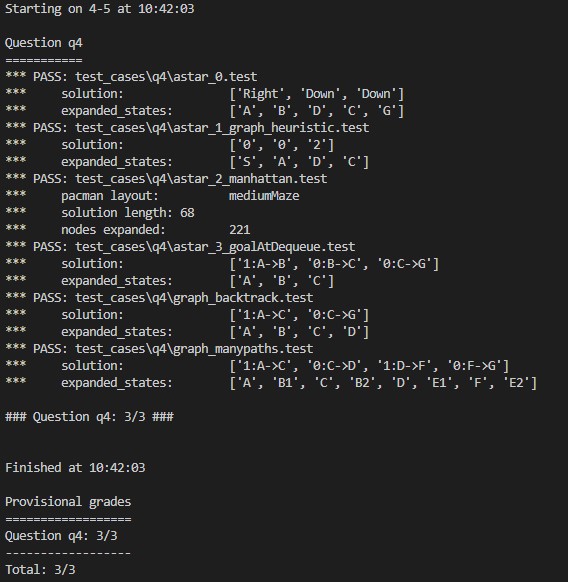 Starting on 4-5 at 10:42:03
Question q4
===========
*** PASS: test_cases\q4\astar_0.test
***     solution:               ['Right', 'Down', 'Down']
***     expanded_states:        ['A', 'B', 'D', 'C', 'G']
*** PASS: test_cases\q4\astar_1_graph_heuristic.test
***     solution:               ['0', '0', '2']
***     expanded_states:        ['S', 'A', 'D', 'C']
*** PASS: test_cases\q4\astar_2_manhattan.test
***     pacman layout:          mediumMaze
***     solution length: 68
***     nodes expanded:         221
*** PASS: test_cases\q4\astar_3_goalAtDequeue.test
***     solution:               ['1:A->B', '0:B->C', '0:C->G']
***     expanded_states:        ['A', 'B', 'C']
*** PASS: test_cases\q4\graph_backtrack.test
***     solution:               ['1:A->C', '0:C->G']
***     expanded_states:        ['A', 'B', 'C', 'D']
*** PASS: test_cases\q4\graph_manypaths.test
***     solution:               ['1:A->C', '0:C->D', '1:D->F', '0:F->G']
***     expanded_states:        ['A', 'B1', 'C', 'B2', 'D', 'E1', 'F', 'E2']
### Question q4: 3/3 ###
Finished at 10:42:03
Provisional grades
==================
Question q4: 3/3
------------------
Total: 3/3